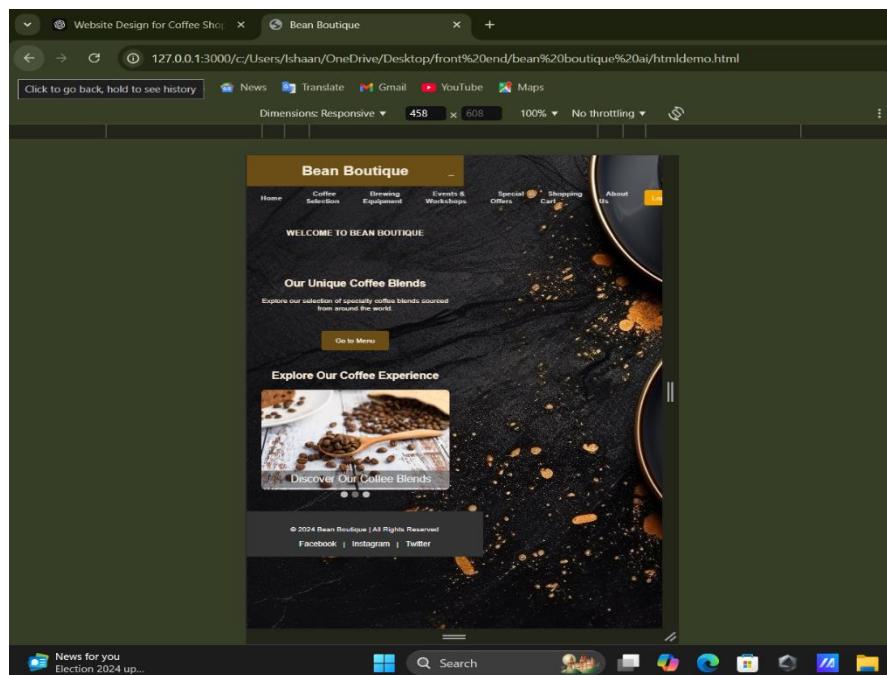 Website Design for Coffee Shop
Bean Boutique
127.0.0.1:3000/c:/Users/Ishaan/OneDrive/Desktop/front%20end/bean%20boutique%20ai/htmldemo.html
Click to go back, hold to see history
News
Translate
Gmail
YouTube
Maps
Dimensions: Responsive
458 x 608
100%
No throttling
Bean Boutique
Home
Coffee Selection
Brewing Equipment
Events & Workshops
Special Offers
Shopping Cart
About Us
WELCOME TO BEAN BOUTIQUE
Our Unique Coffee Blends
Explore our selection of specialty coffee blends sourced
from around the world.
Go to Menu
Explore Our Coffee Experience
Discover Our Coffee Blends
© 2024 Bean Boutique | All Rights Reserved
Facebook | Instagram | Twitter
News for you
Election 2024 up...
Search